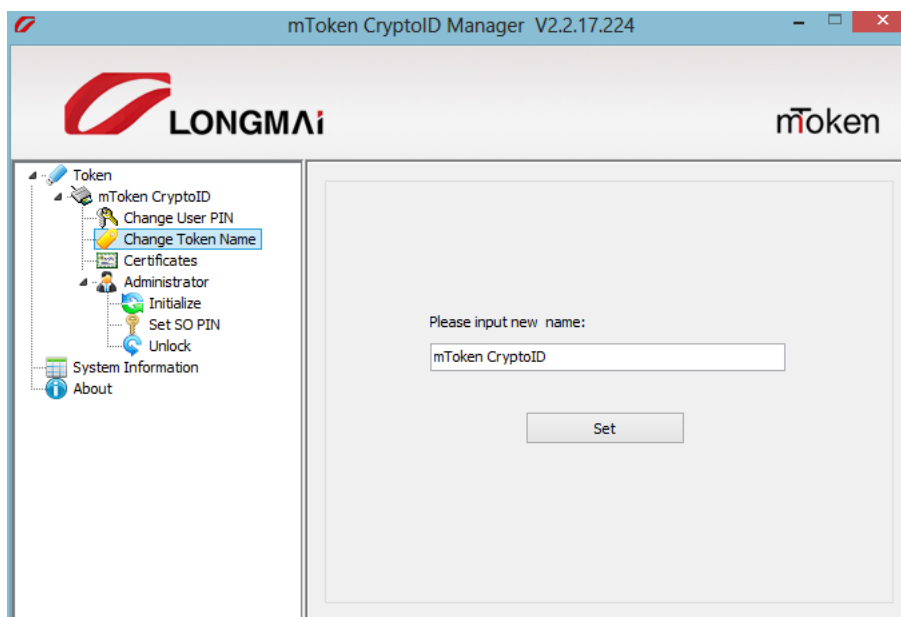 mToken CryptoID Manager V2.2.17.224
LONGMAi
mToken
Token
mToken CryptoID
Change User PIN
Change Token Name
Certificates
Administrator
Initialize
Set SO PIN
Unlock
System Information
About
Please input new name:
mToken CryptoID
Set